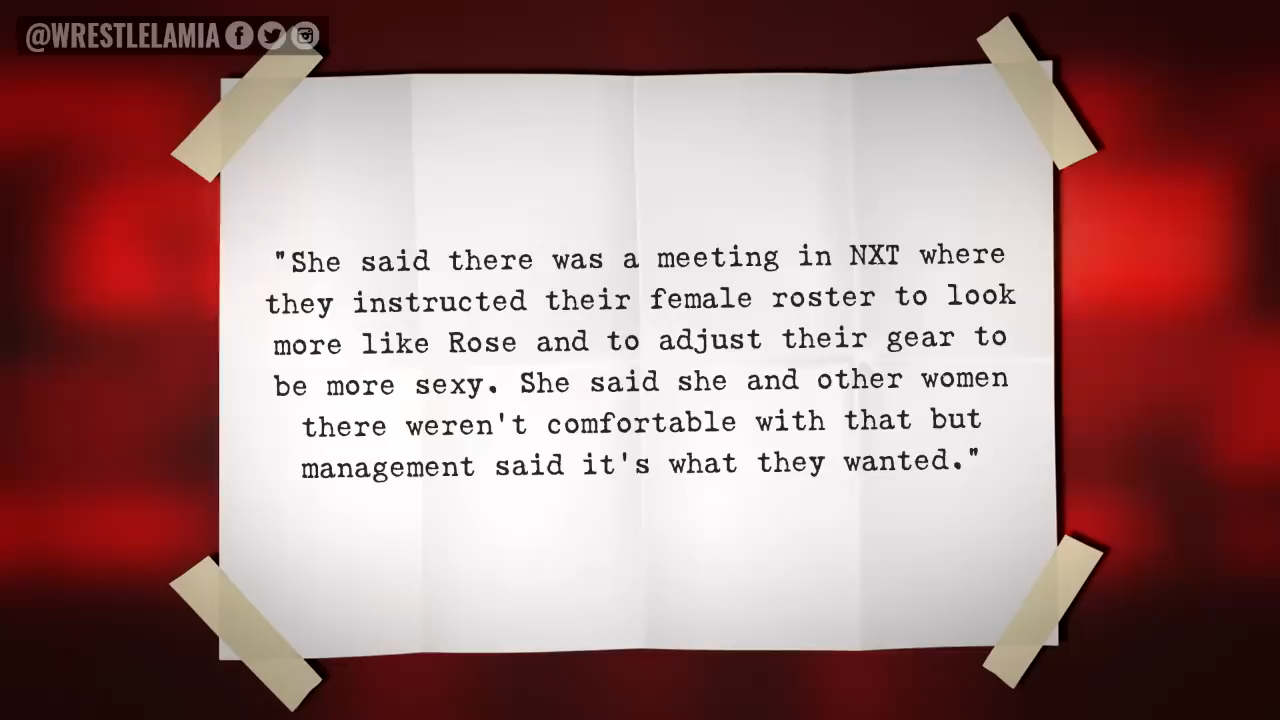 @WRESTLELAMIA
"She said there was a meeting in NXT where
they instructed their female roster to look
more like Rose and to adjust their gear to
be more sexy. She said she and other women
there weren't comfortable with that but
management said it's what they wanted."